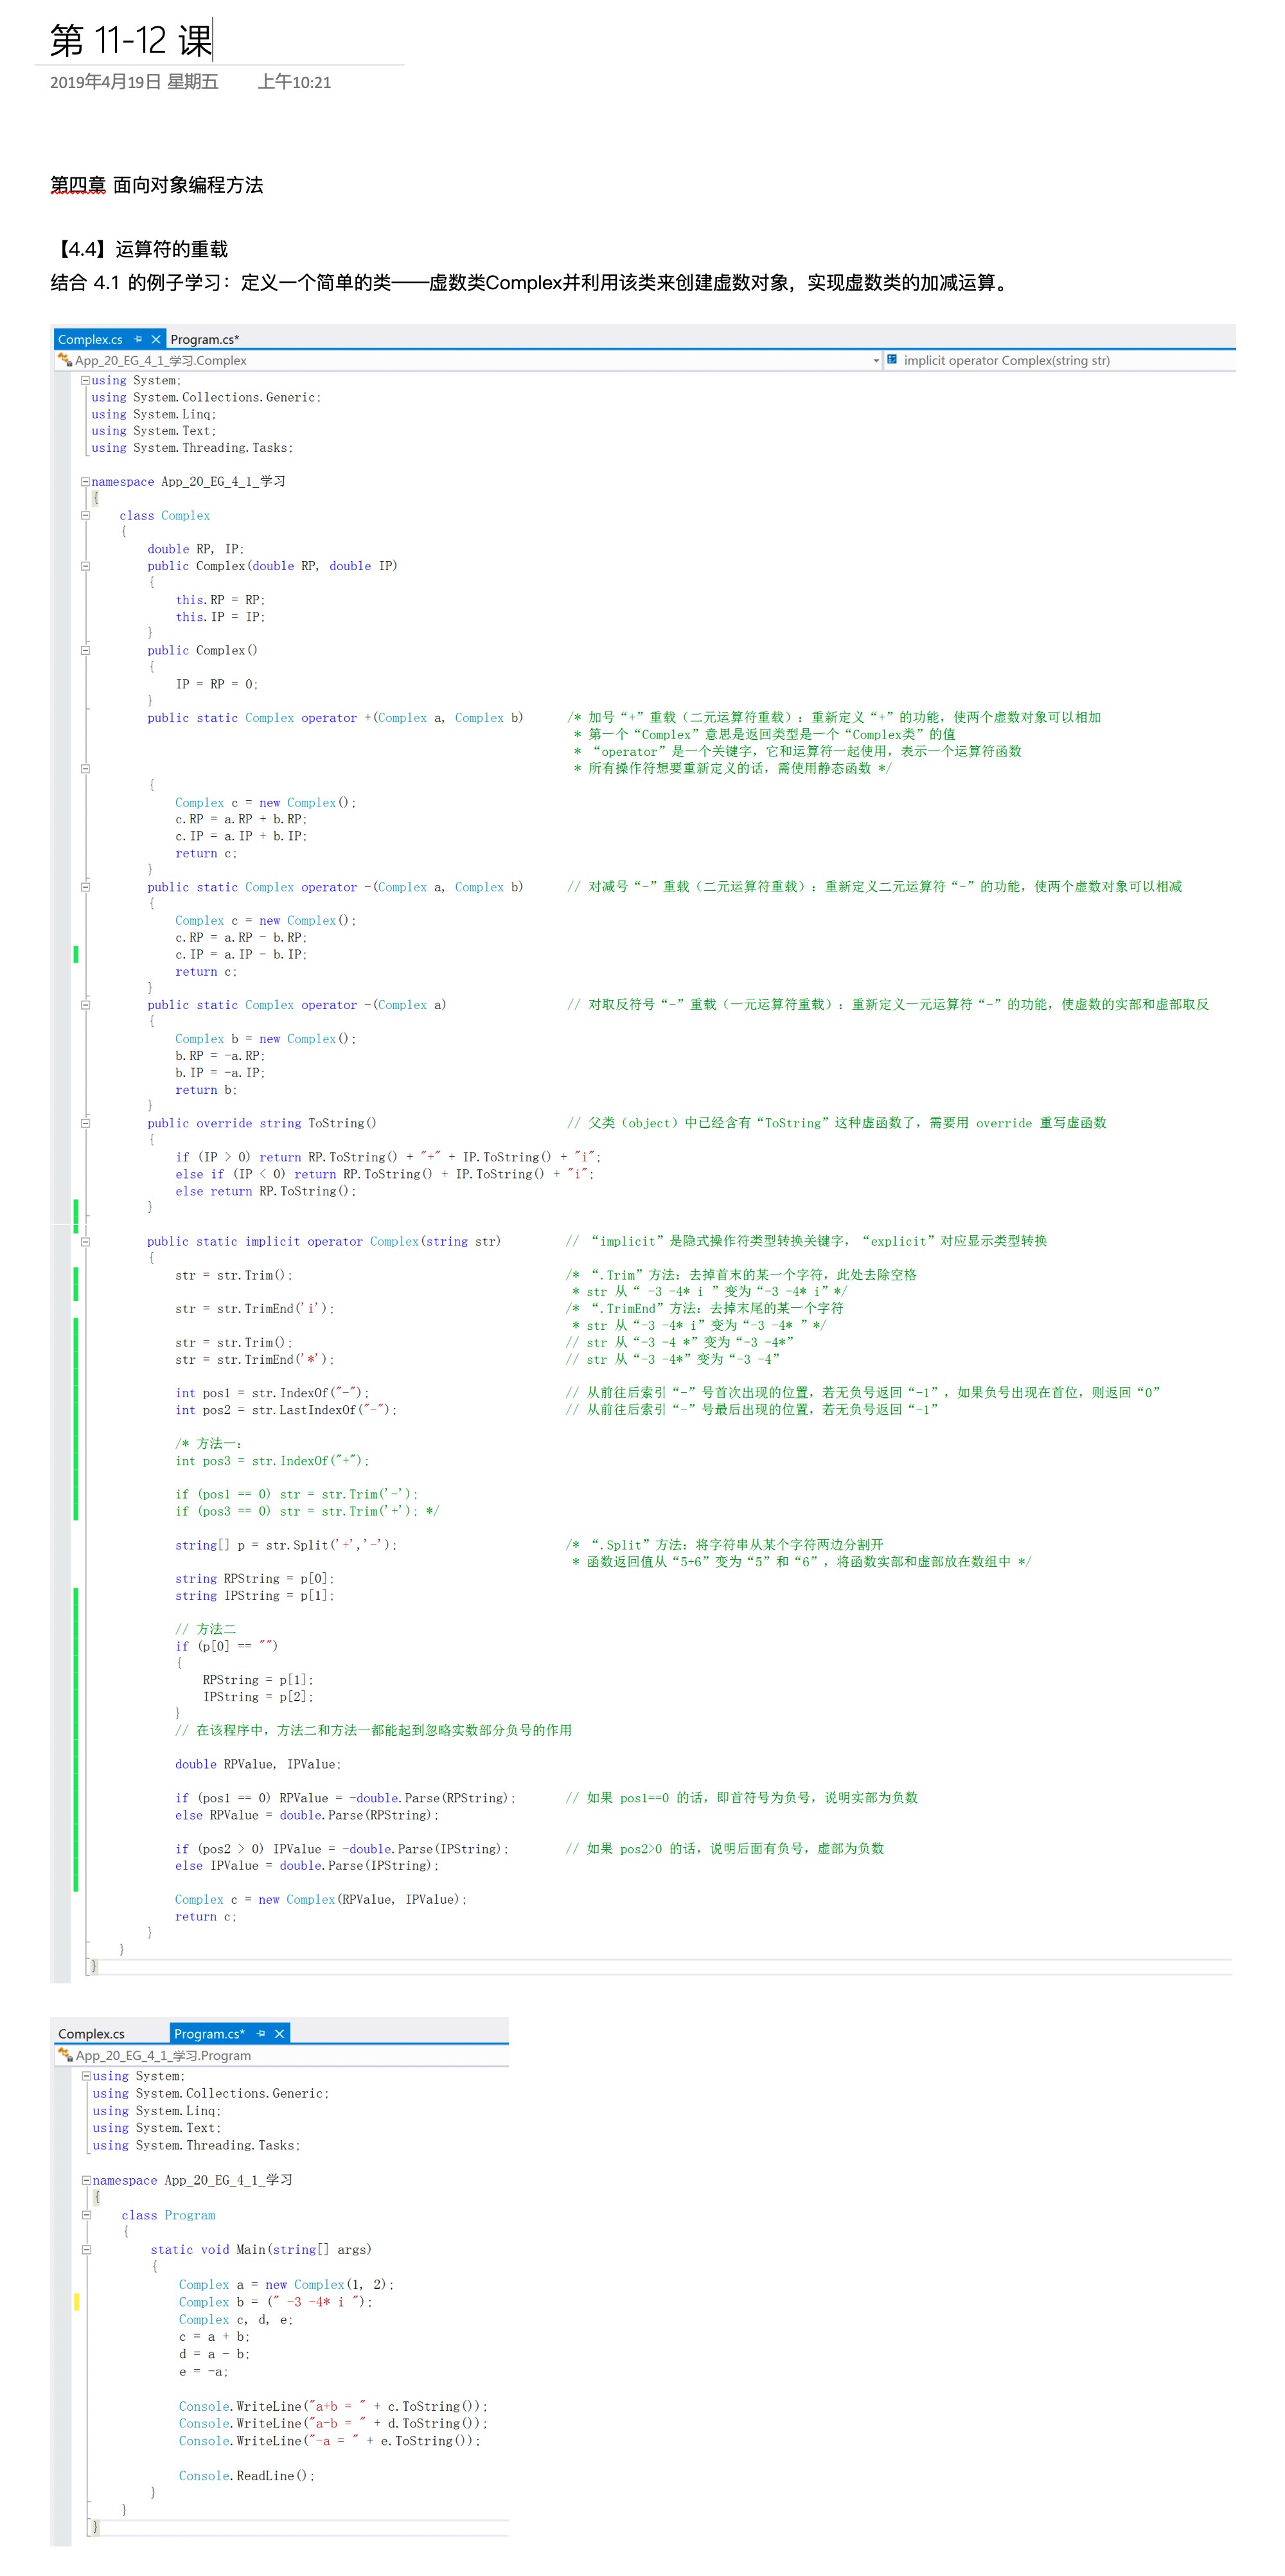 第 11-12 课
2019年4月19日 星期五 上午10:21
第四章 面向对象编程方法
【4.4】运算符的重载
结合 4.1 的例子学习：定义一个简单的类——虚数类Complex并利用该类来创建虚数对象，实现虚数类的加减运算。
Complex.cs Program.cs*
App_20_EG_4_1_学习.Complex implicit operator Complex(string str)
using System;
using System.Collections.Generic;
using System.Linq;
using System.Text;
using System.Threading.Tasks;
namespace App_20_EG_4_1_学习
{
class Complex
{
double RP, IP;
public Complex(double RP, double IP)
{
this.RP = RP;
this.IP = IP;
}
public Complex()
{
IP = RP = 0;
}
public static Complex operator +(Complex a, Complex b) /* 加号“+”重载（二元运算符重载）：重新定义“+”的功能，使两个虚数对象可以相加
* 第一个“Complex”意思是返回类型是一个“Complex类”的值
* “operator”是一个关键字，它和运算符一起使用，表示一个运算符函数
* 所有操作符想要重新定义的话，需使用静态函数 */
{
Complex c = new Complex();
c.RP = a.RP + b.RP;
c.IP = a.IP + b.IP;
return c;
}
public static Complex operator -(Complex a, Complex b) // 对减号“-”重载（二元运算符重载）：重新定义二元运算符“-”的功能，使两个虚数对象可以相减
{
Complex c = new Complex();
c.RP = a.RP - b.RP;
c.IP = a.IP - b.IP;
return c;
}
public static Complex operator -(Complex a) // 对取反符号“-”重载（一元运算符重载）：重新定义一元运算符“-”的功能，使虚数的实部和虚部取反
{
Complex b = new Complex();
b.RP = -a.RP;
b.IP = -a.IP;
return b;
}
public override string ToString() // 父类（object）中已经含有“ToString”这种虚函数了，需要用 override 重写虚函数
{
if (IP > 0) return RP.ToString() + "+" + IP.ToString() + "i";
else if (IP < 0) return RP.ToString() + IP.ToString() + "i";
else return RP.ToString();
}
public static implicit operator Complex(string str) // “implicit”是隐式操作符类型转换关键字，“explicit”对应显示类型转换
{
str = str.Trim(); /* “.Trim”方法：去掉首末的某一个字符，此处去除空格
* str 从“ -3 -4* i ”变为“-3 -4* i”*/
str = str.TrimEnd('i'); /* “.TrimEnd”方法：去掉末尾的某一个字符
* str 从“-3 -4* i”变为“-3 -4* ”*/
str = str.Trim(); // str 从“-3 -4 *”变为“-3 -4*”
str = str.TrimEnd('*'); // str 从“-3 -4*”变为“-3 -4”
int pos1 = str.IndexOf("-"); // 从前往后索引“-”号首次出现的位置，若无负号返回“-1”，如果负号出现在首位，则返回“0”
int pos2 = str.LastIndexOf("-"); // 从前往后索引“-”号最后出现的位置，若无负号返回“-1”
/* 方法一：
int pos3 = str.IndexOf("+");
if (pos1 == 0) str = str.Trim('-');
if (pos3 == 0) str = str.Trim('+'); */
string[] p = str.Split('+','-'); /* “.Split”方法：将字符串从某个字符两边分割开
* 函数返回值从“5+6”变为“5”和“6”，将函数实部和虚部放在数组中 */
string RPString = p[0];
string IPString = p[1];
// 方法二
if (p[0] == "")
{
RPString = p[1];
IPString = p[2];
}
// 在该程序中，方法二和方法一都能起到忽略实数部分负号的作用
double RPValue, IPValue;
if (pos1 == 0) RPValue = -double.Parse(RPString); // 如果 pos1==0 的话，即首符号为负号，说明实部为负数
else RPValue = double.Parse(RPString);
if (pos2 > 0) IPValue = -double.Parse(IPString); // 如果 pos2>0 的话，说明后面有负号，虚部为负数
else IPValue = double.Parse(IPString);
Complex c = new Complex(RPValue, IPValue);
return c;
}
}
}
Complex.cs Program.cs*
App_20_EG_4_1_学习.Program
using System;
using System.Collections.Generic;
using System.Linq;
using System.Text;
using System.Threading.Tasks;
namespace App_20_EG_4_1_学习
{
class Program
{
static void Main(string[] args)
{
Complex a = new Complex(1, 2);
Complex b = (" -3 -4* i ");
Complex c, d, e;
c = a + b;
d = a - b;
e = -a;
Console.WriteLine("a+b = " + c.ToString());
Console.WriteLine("a-b = " + d.ToString());
Console.WriteLine("-a = " + e.ToString());
Console.ReadLine();
}
}
}